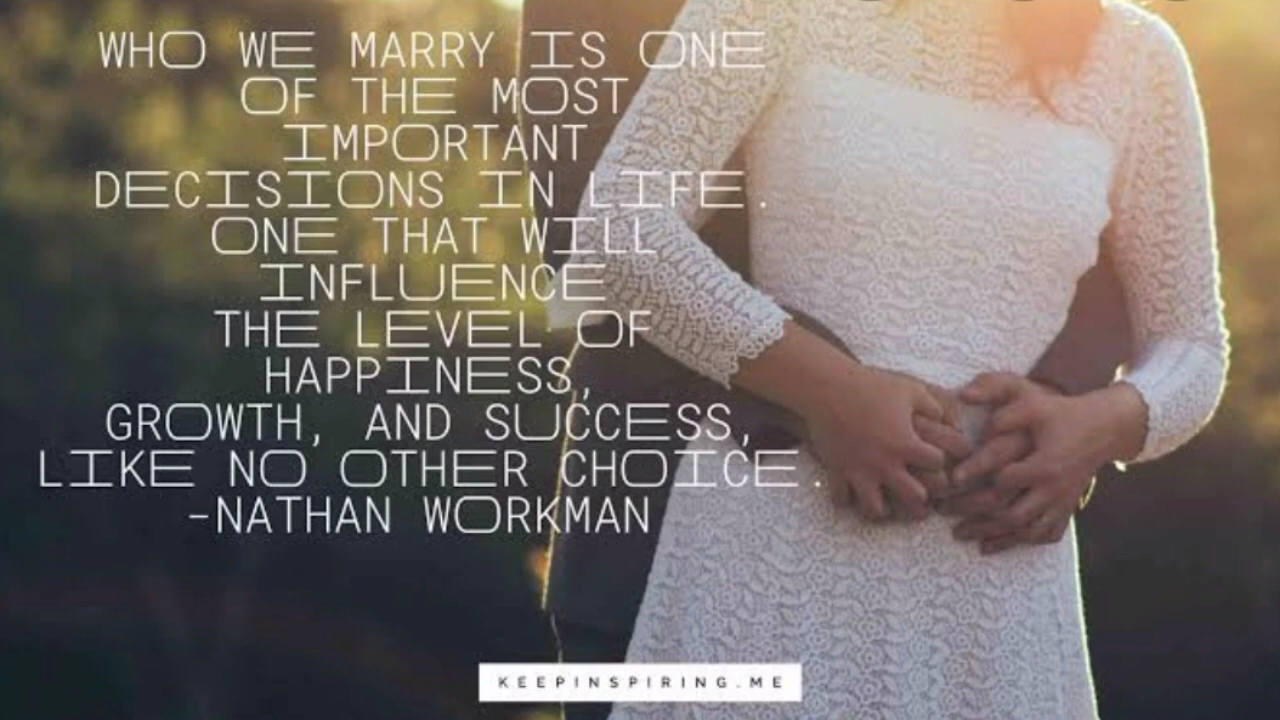 WHO WE MARRY IS ONE
OF THE MOST
IMPORTANT
DECISIONS IN LIFE.
ONE THAT WILL
INFLUENCE
THE LEVEL OF
HAPPINESS,
GROWTH, AND SUCCESS,
LIKE NO OTHER CHOICE.
-NATHAN WORKMAN
KEEPINSPIRING.ME